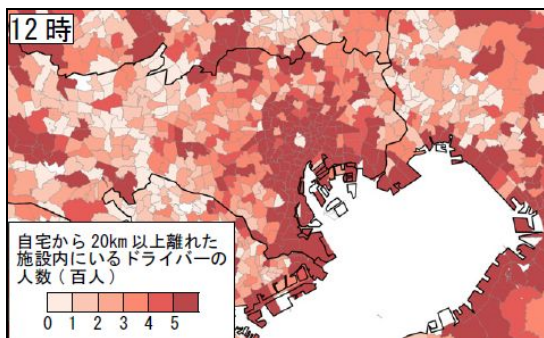 12時
自宅から20km以上離れた
施設内にいるドライバーの
人数(百人)
0 1 2 3 4 5